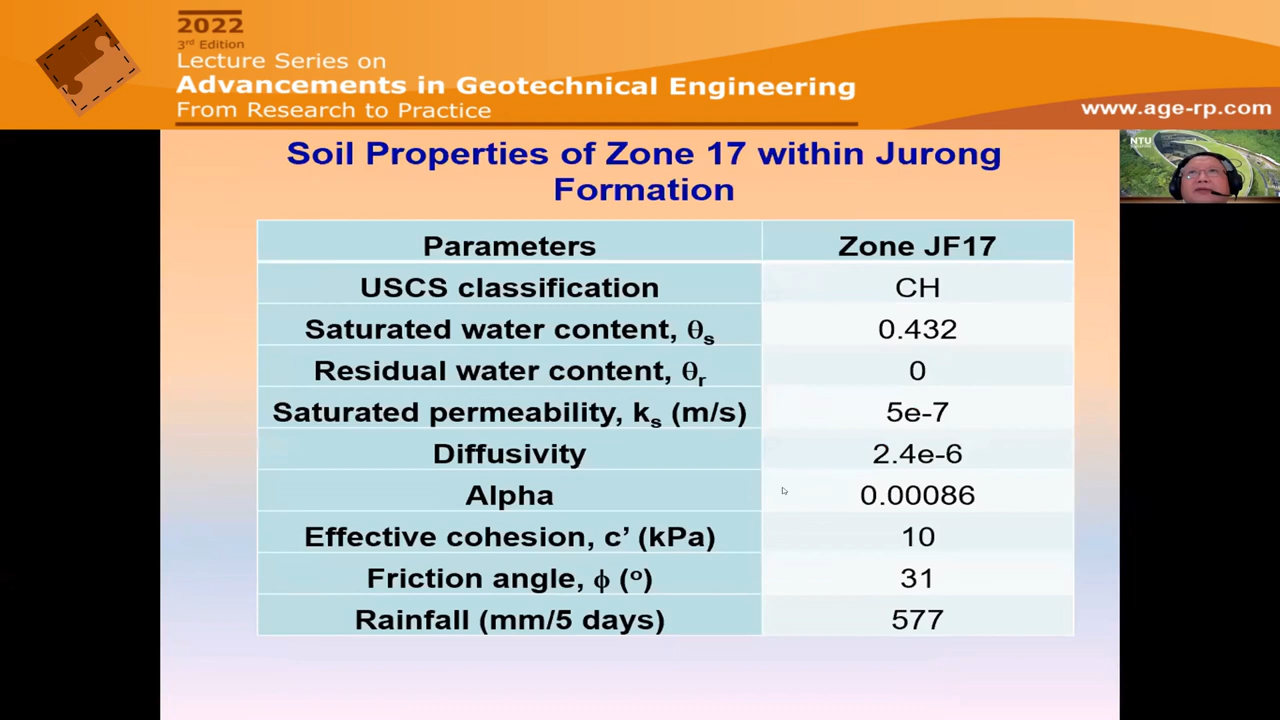 2022
3rd Edition
Lecture Series on
Advancements in Geotechnical Engineering
From Research to Practice
www.age-rp.com
NTU
Soil Properties of Zone 17 within Jurong
Formation
Parameters Zone JF17
USCS classification CH
Saturated water content, θs 0.432
Residual water content, θr 0
Saturated permeability, ks (m/s) 5e-7
Diffusivity 2.4e-6
Alpha 0.00086
Effective cohesion, c’ (kPa) 10
Friction angle, ϕ (o) 31
Rainfall (mm/5 days) 577